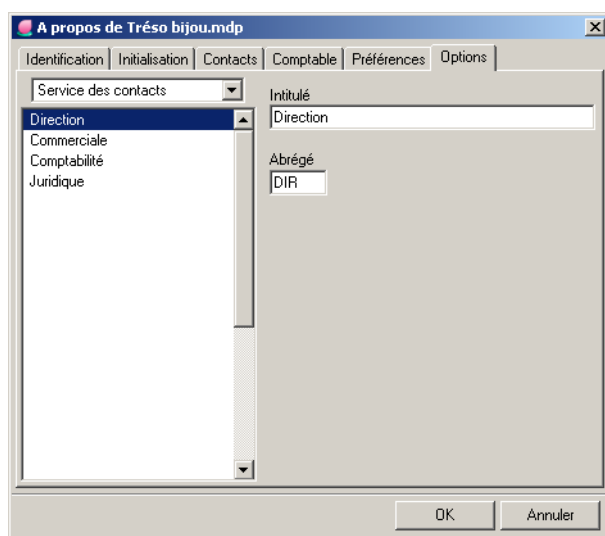 A propos de Tréso bijou.mdp
Identification Initialisation Contacts Comptable Préférences Options
Service des contacts
Intitulé
Direction
Direction
Commerciale
Comptabilité
Abrégé
Juridique
DIR
OK Annuler